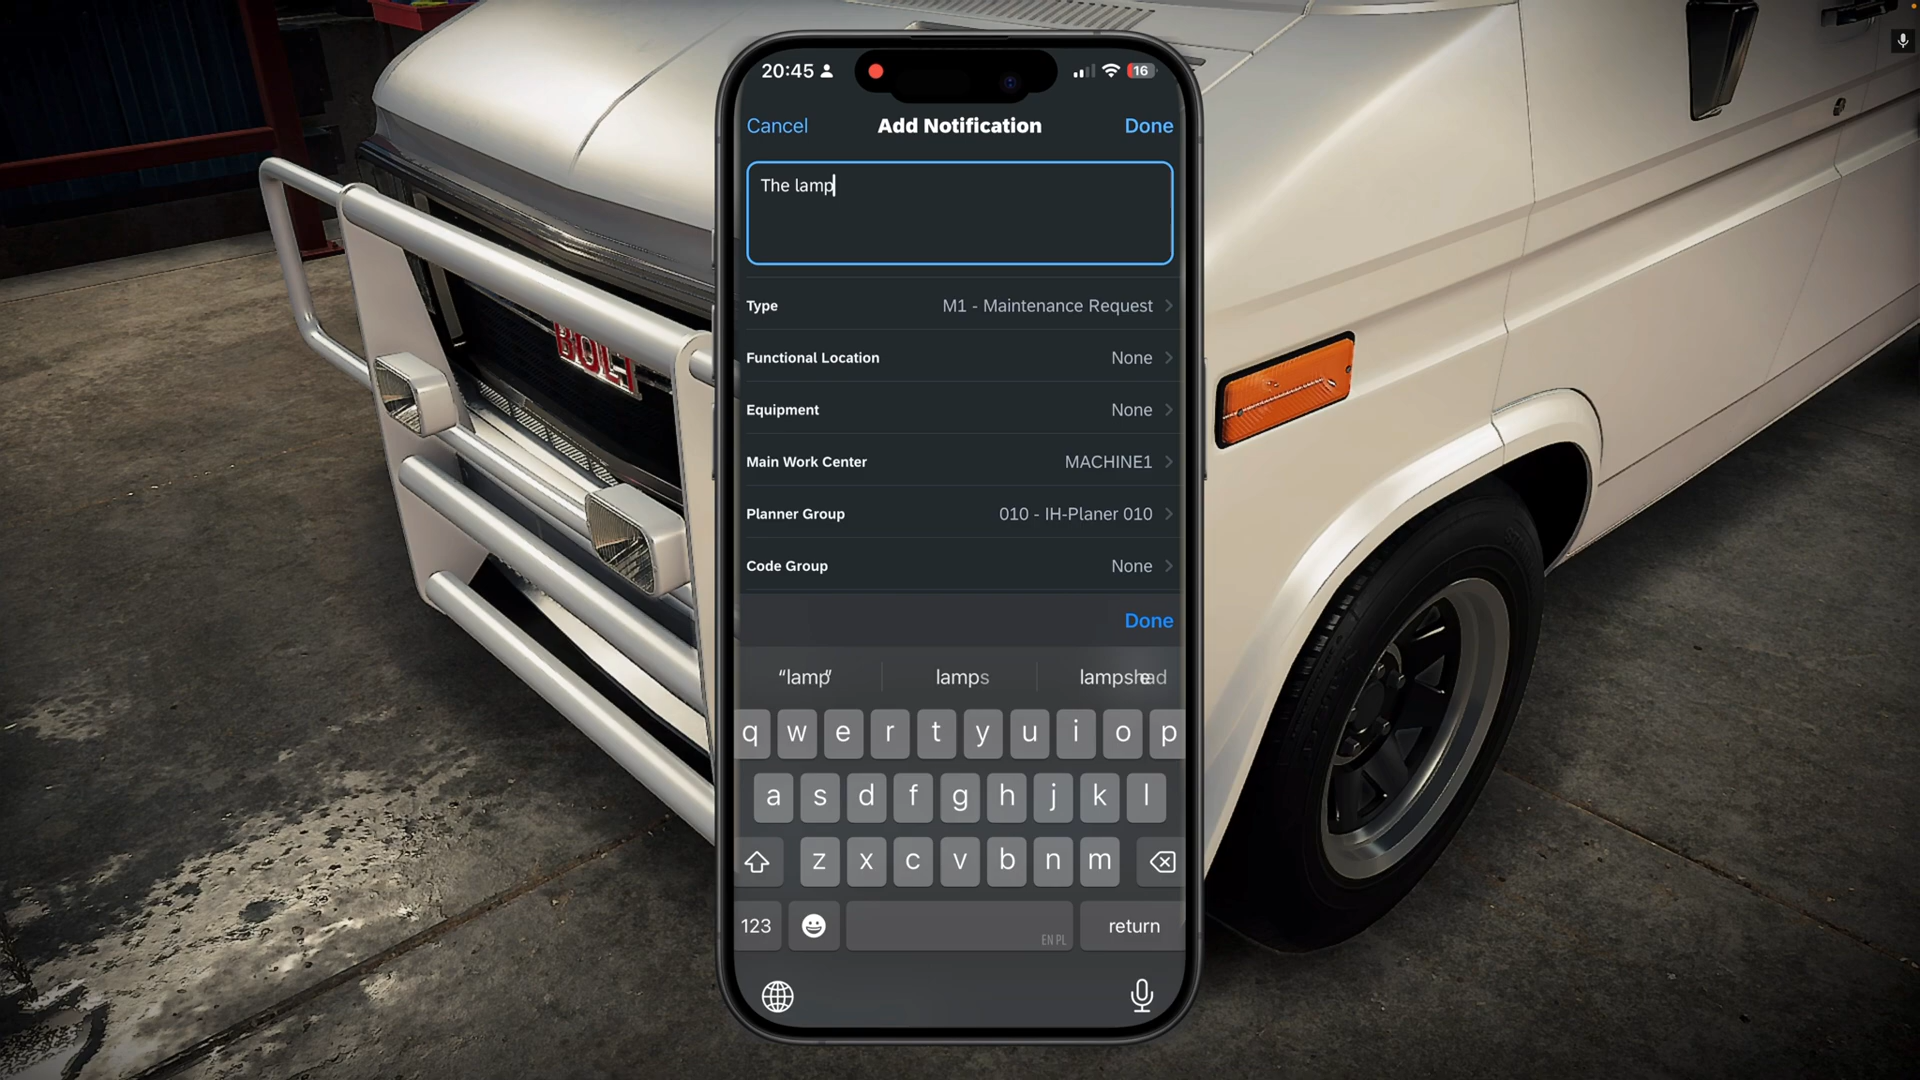 20:45
16
Cancel Add Notification Done
The lamp
Type M1 - Maintenance Request
Functional Location None
Equipment None
Main Work Center MACHINE1
Planner Group 010 - IH-Planer 010
Code Group None
Done
“lamp” lamps
q w e r t y u i o p
a s d f g h j k l
z x c v b n m
123 EN PL return